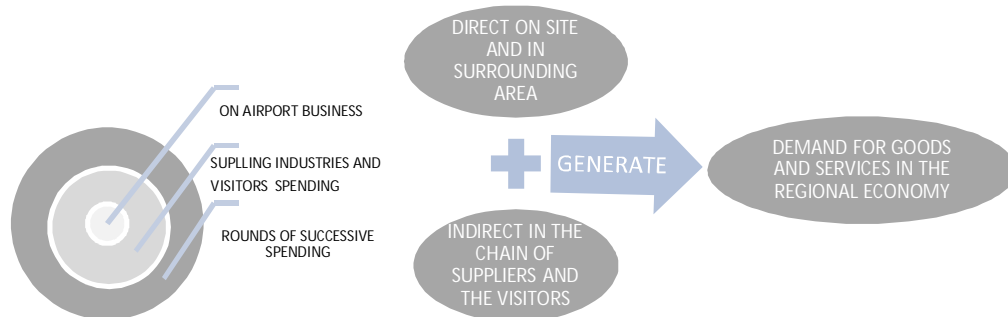 ON AIRPORT BUSINESS
SUPLLING INDUSTRIES AND
VISITORS SPENDING
ROUNDS OF SUCCESSIVE
SPENDING
DIRECT ON SITE
AND IN
SURROUNDING
AREA
GENERATE
INDIRECT IN THE
CHAIN OF
SUPPLIERS AND
THE VISITORS
DEMAND FOR GOODS
AND SERVICES IN THE
REGIONAL ECONOMY